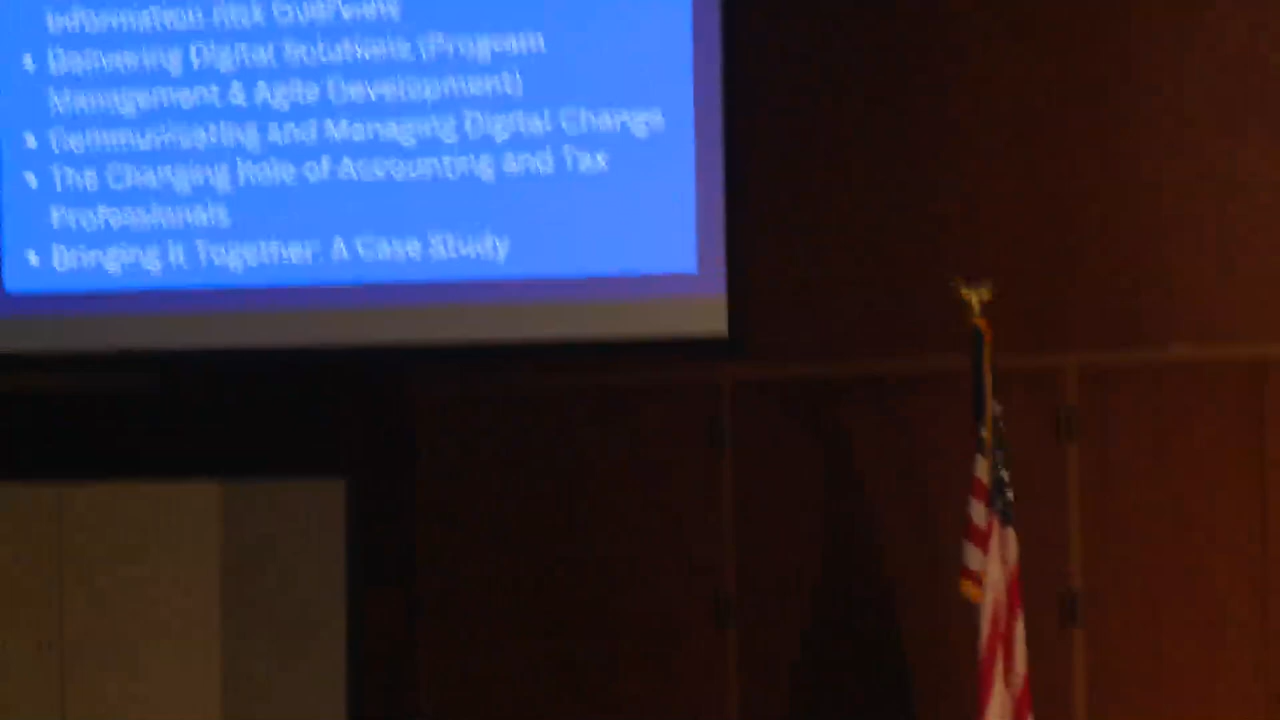 Information Risk Overview
• Delivering Digital Solutions (Program
Management & Agile Development)
• Communicating and Managing Digital Change
• The Changing Role of Accounting and Tax
Professionals
• Bringing it Together: A Case Study